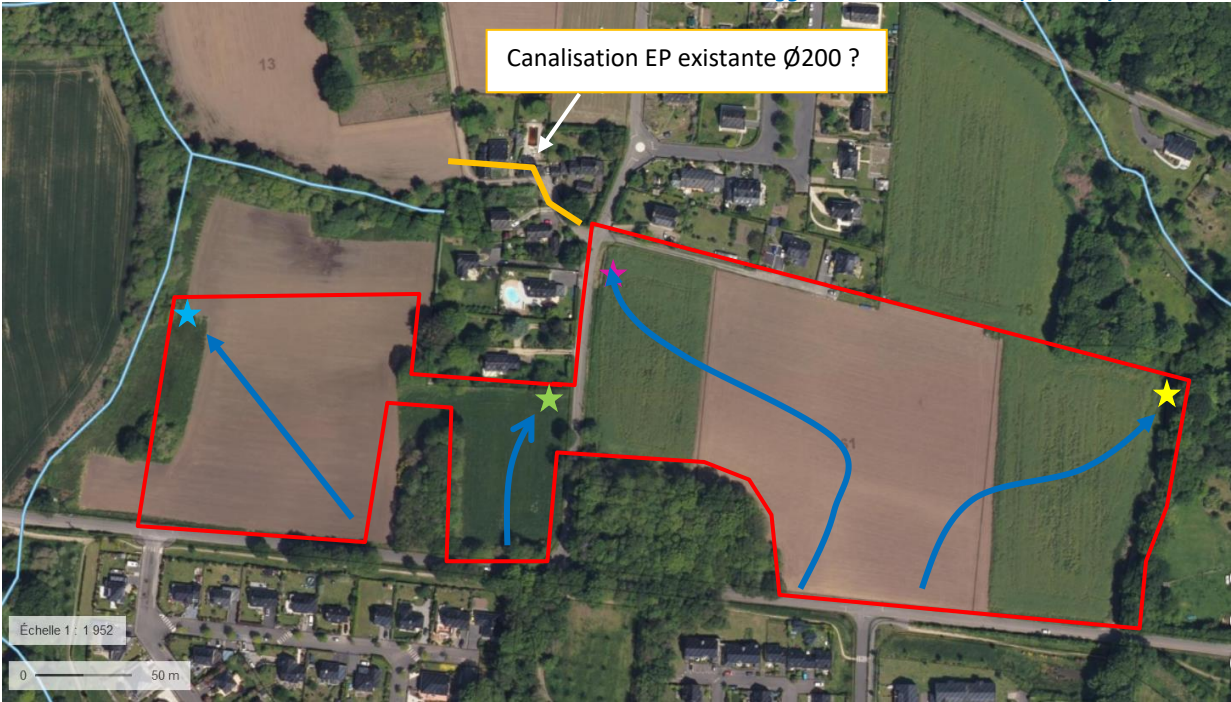 Canalisation EP existante Ø200 ?
13
75
61
Échelle 1 : 1 952
0 50 m